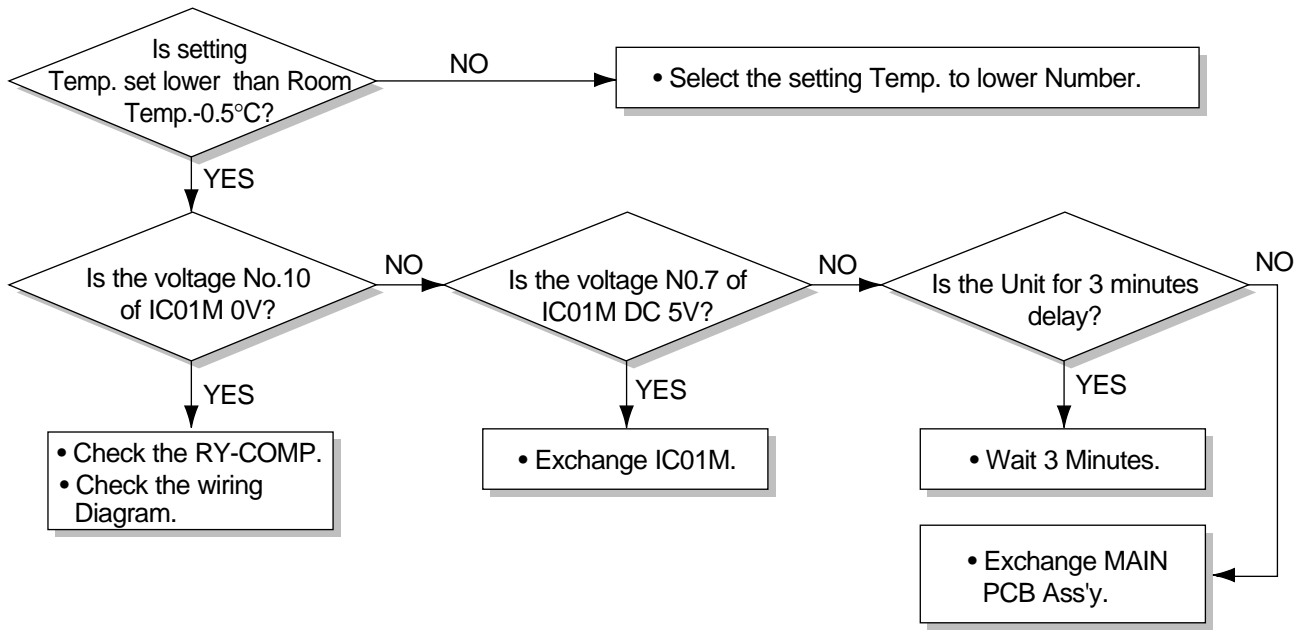 Is setting
Temp. set lower than Room
Temp.-0.5°C?
NO
• Select the setting Temp. to lower Number.
YES
Is the voltage No.10
of IC01M 0V?
NO
Is the voltage N0.7 of
IC01M DC 5V?
NO
Is the Unit for 3 minutes
delay?
NO
YES
YES
YES
• Check the RY-COMP.
• Check the wiring
Diagram.
• Exchange IC01M.
• Wait 3 Minutes.
• Exchange MAIN
PCB Ass'y.